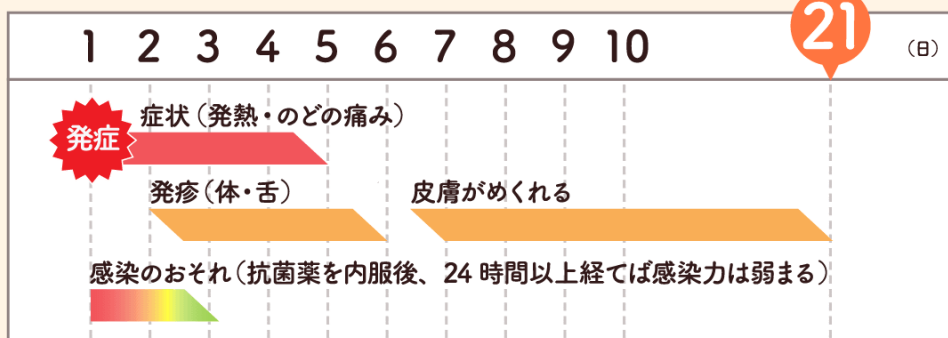 1 2 3 4 5 6 7 8 9 10 21 (日)
発症
症状(発熱・のどの痛み)
発疹(体・舌) 皮膚がめくれる
感染のおそれ(抗菌薬を内服後、24時間以上経てば感染力は弱まる)